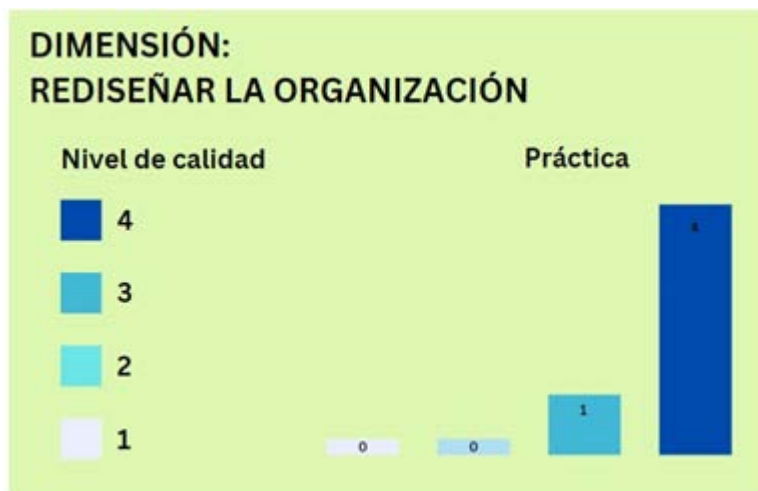 DIMENSIÓN:
REDISEÑAR LA ORGANIZACIÓN
Nivel de calidad
Práctica
4
3
2
1
0
0
1